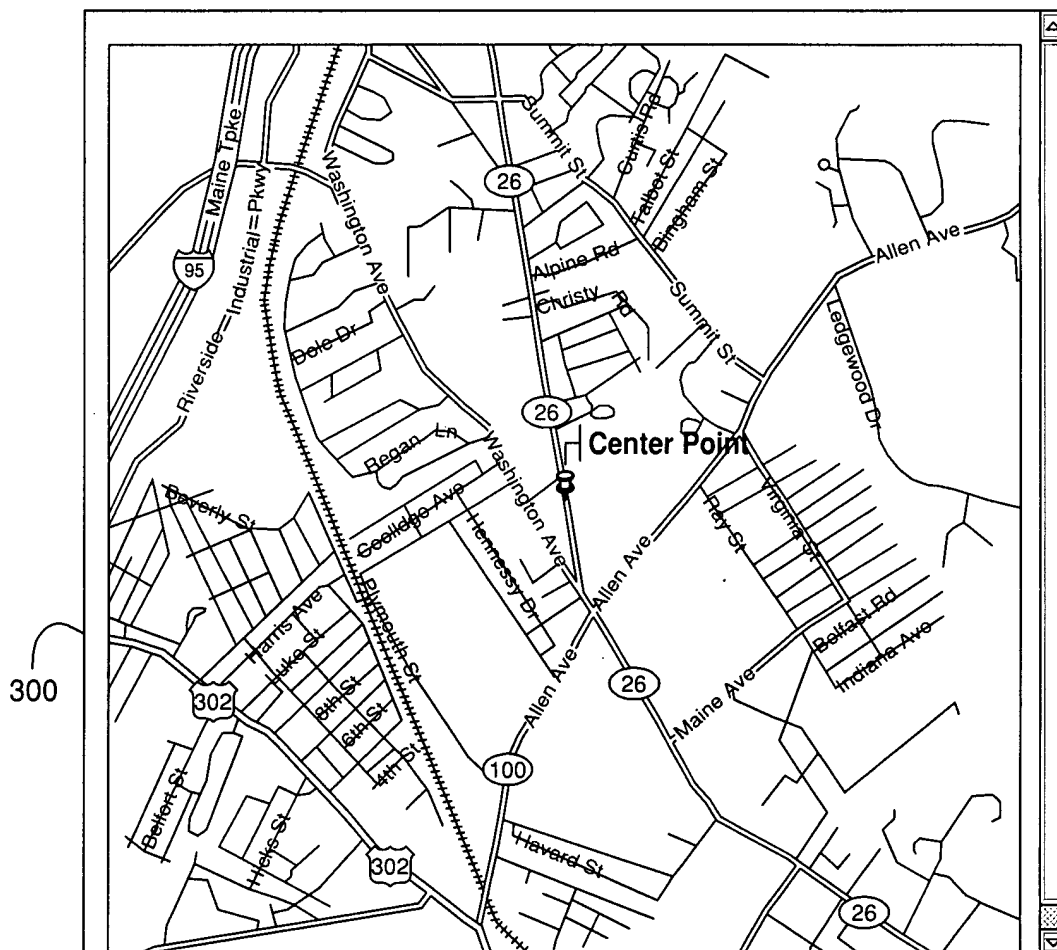 Maine Tpke
Riverside
Industrial
Pkwy
95
Washington Ave
26
Summit St
Curtis Rd
Talbot St
Bingham St
Allen Ave
Alpine Rd
Christy Rd
Summit St
Ledgewood Dr
Dole Dr
26
Center Point
Regan Ln
Washington Ave
Beverly St
Coolidge Ave
Hennessy Dr
Ray St
Virginia St
Allen Ave
Plymouth St
Harris Ave
Luke St
Belfast Rd
Indiana Ave
300
302
8th St
6th St
4th St
Allen Ave
26
Maine Ave
100
Belfort St
Hicks St
302
Havard St
26